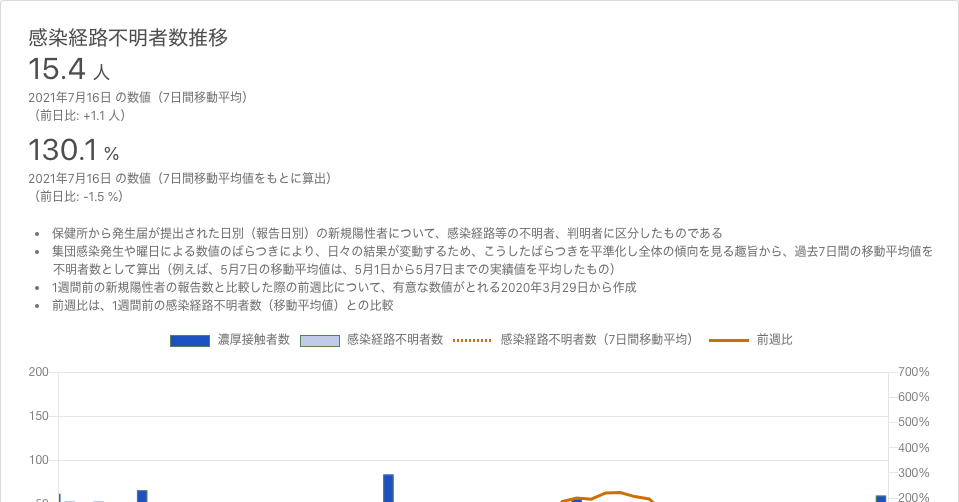 感染経路不明者数推移
15.4 人
2021年7月16日 の数値（7日間移動平均）
（前日比: +1.1 人）
130.1 %
2021年7月16日 の数値（7日間移動平均値をもとに算出）
（前日比: -1.5 %）
• 保健所から発生届が提出された日別（報告日別）の新規陽性者について、感染経路等の不明者、判明者に区分したものである
• 集団感染発生や曜日による数値のばらつきにより、日々の結果が変動するため、こうしたばらつきを平準化し全体の傾向を見る趣旨から、過去7日間の移動平均値を
不明者数として算出（例えば、5月7日の移動平均値は、5月1日から5月7日までの実績値を平均したもの）
• 1週間前の新規陽性者の報告数と比較した際の前週比について、有意な数値がとれる2020年3月29日から作成
• 前週比は、1週間前の感染経路不明者数（移動平均値）との比較
濃厚接触者数 感染経路不明者数 感染経路不明者数（7日間移動平均） 前週比
200 700%
600%
150 500%
400%
100 300%
50 200%